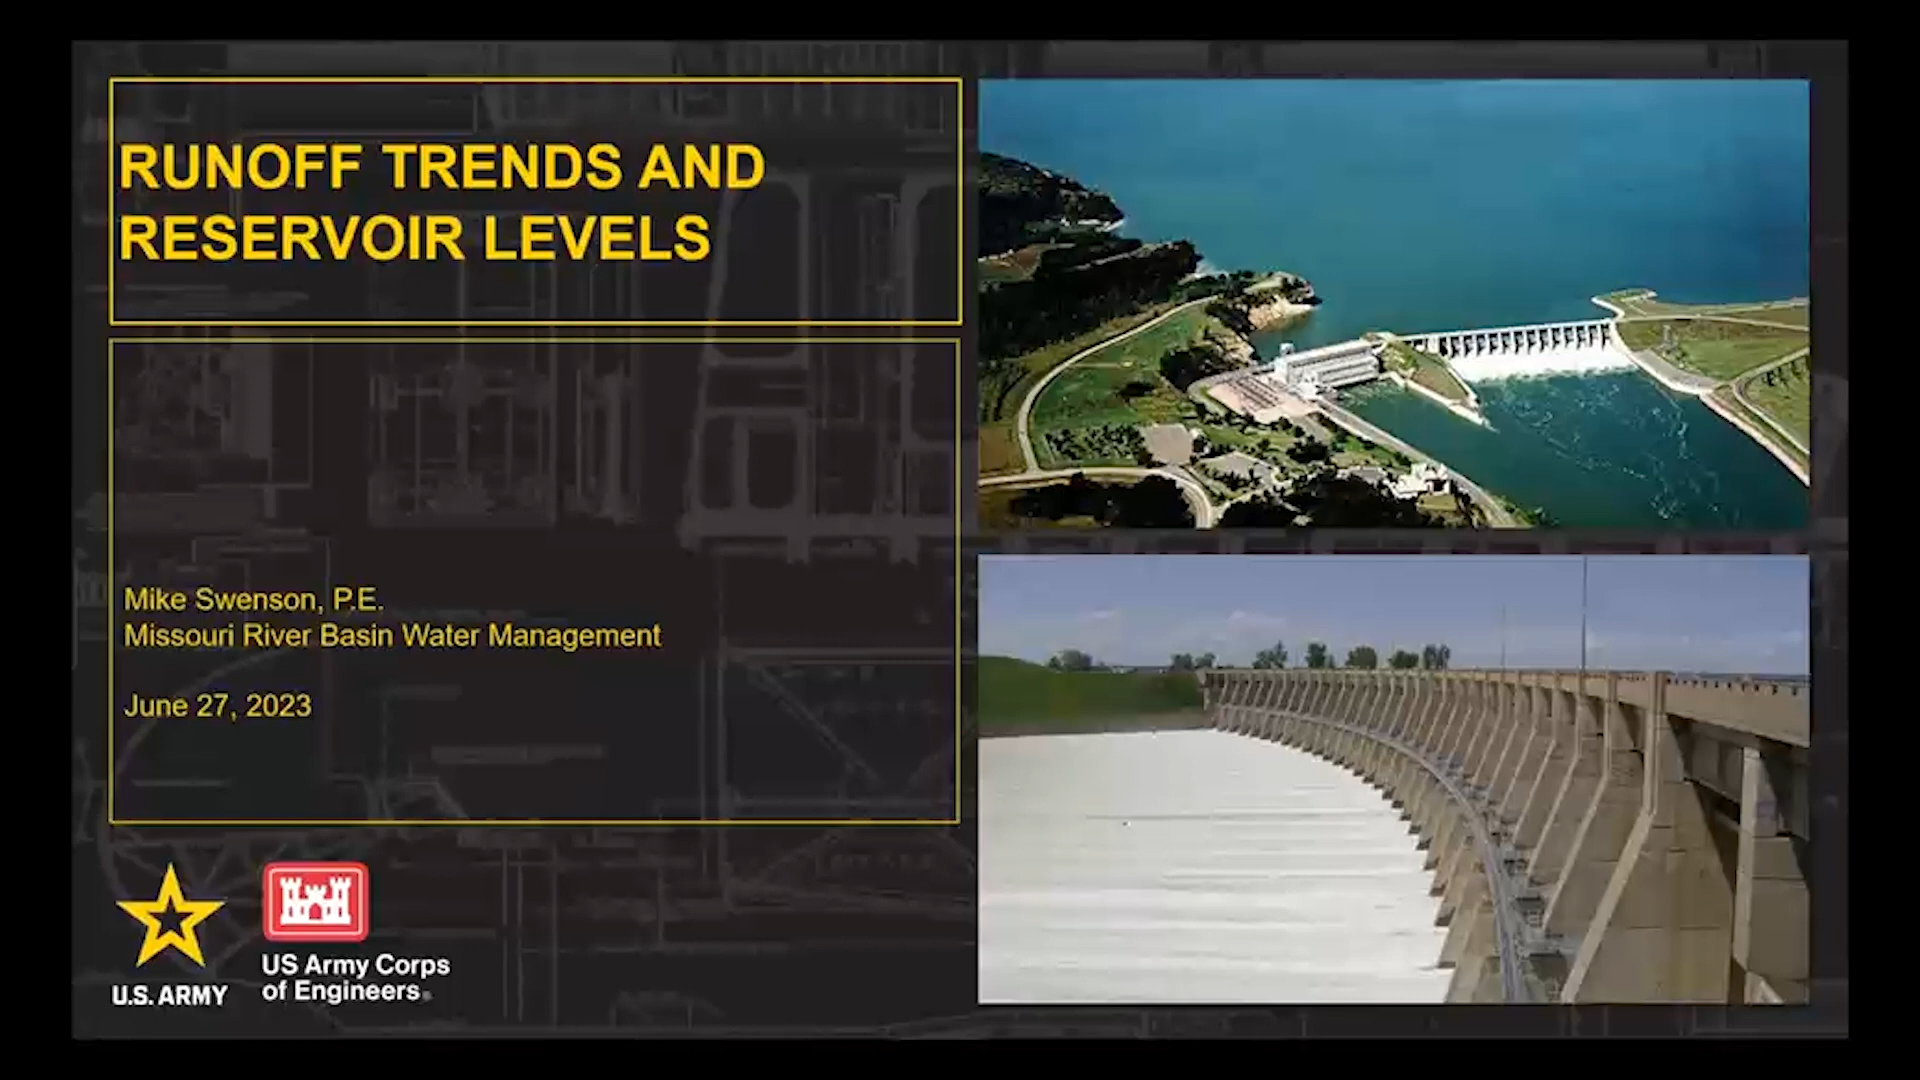 RUNOFF TRENDS AND
RESERVOIR LEVELS
Mike Swenson, P.E.
Missouri River Basin Water Management
June 27, 2023
U.S. ARMY
US Army Corps
of Engineers®